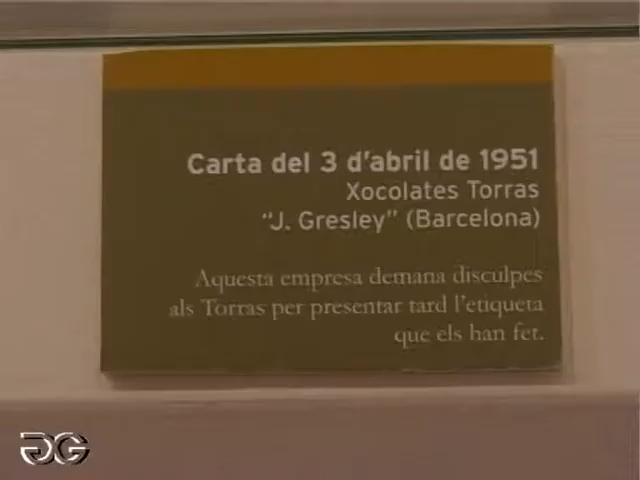 Carta del 3 d'abril de 1951
Xocolates Torras
"J. Gresley" (Barcelona)
Aquesta empresa demana disculpes
als Torras per presentar tard l'etiqueta
que els han fet.
GG